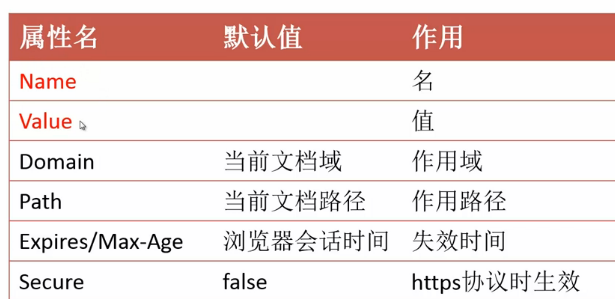 属性名 默认值 作用
Name 名
Value 值
Domain 当前文档域 作用域
Path 当前文档路径 作用路径
Expires/Max-Age 浏览器会话时间 失效时间
Secure false https协议时生效